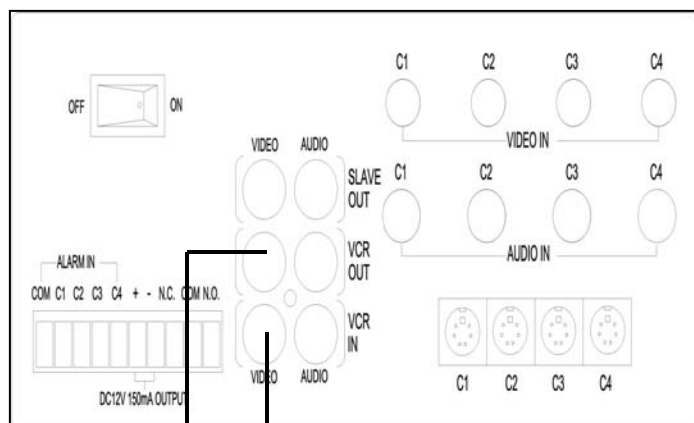 OFF
ON
C1 C2 C3 C4
VIDEO IN
C1 C2 C3 C4
AUDIO IN
VIDEO AUDIO
SLAVE
OUT
VCR
OUT
VCR
IN
VIDEO AUDIO
ALARM IN
COM C1 C2 C3 C4 + - N.C. COM N.O.
DC12V 150mA OUTPUT
C1 C2 C3 C4